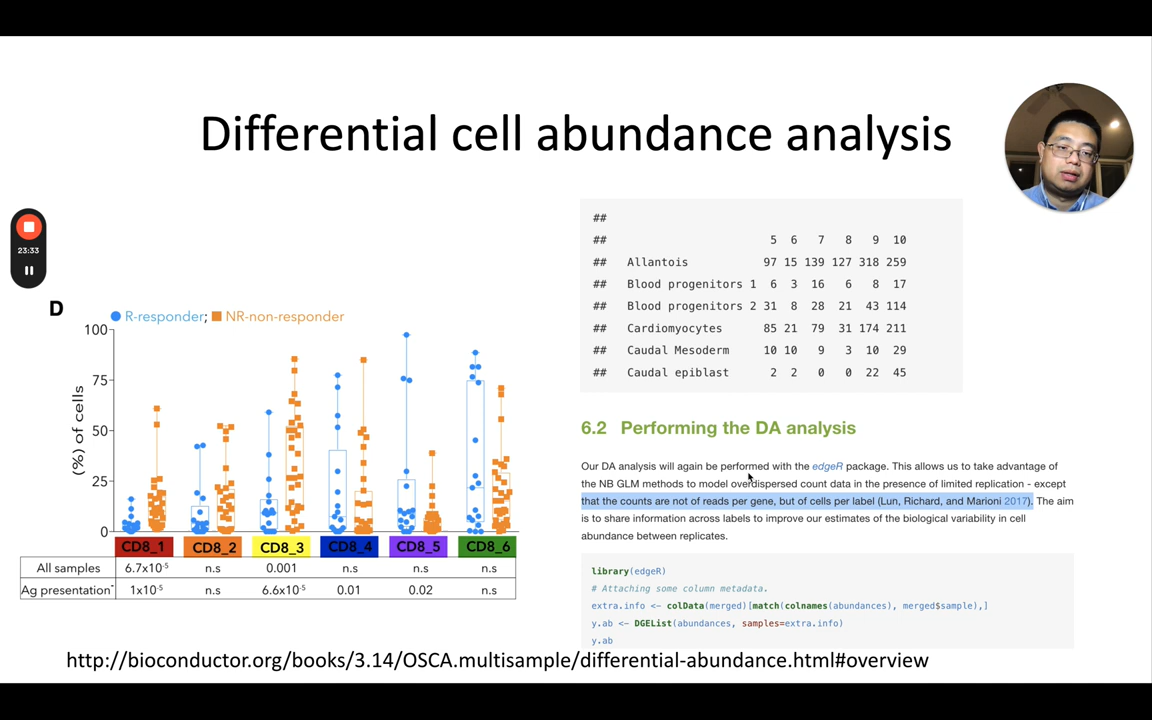 Differential cell abundance analysis
23:33
D
R-responder; NR-non-responder
(%) of cells
100
75
50
25
0
CD8_1 CD8_2 CD8_3 CD8_4 CD8_5 CD8_6
All samples 6.7x10-5 n.s 0.001 n.s n.s n.s
Ag presentation- 1x10-5 n.s 6.6x10-5 0.01 0.02 n.s
##
## 5 6 7 8 9 10
## Allantois 97 15 139 127 318 259
## Blood progenitors 1 6 3 16 6 8 17
## Blood progenitors 2 31 8 28 21 43 114
## Cardiomyocytes 85 21 79 31 174 211
## Caudal Mesoderm 10 10 9 3 10 29
## Caudal epiblast 2 2 0 0 22 45
6.2 Performing the DA analysis
Our DA analysis will again be performed with the edgeR package. This allows us to take advantage of
the NB GLM methods to model overdispersed count data in the presence of limited replication - except
that the counts are not of reads per gene, but of cells per label (Lun, Richard, and Marioni 2017). The aim
is to share information across labels to improve our estimates of the biological variability in cell
abundance between replicates.
library(edgeR)
# Attaching some column metadata.
extra.info <- colData(merged)[match(colnames(abundances), merged$sample),]
y.ab <- DGEList(abundances, samples=extra.info)
y.ab
http://bioconductor.org/books/3.14/OSCA.multisample/differential-abundance.html#overview